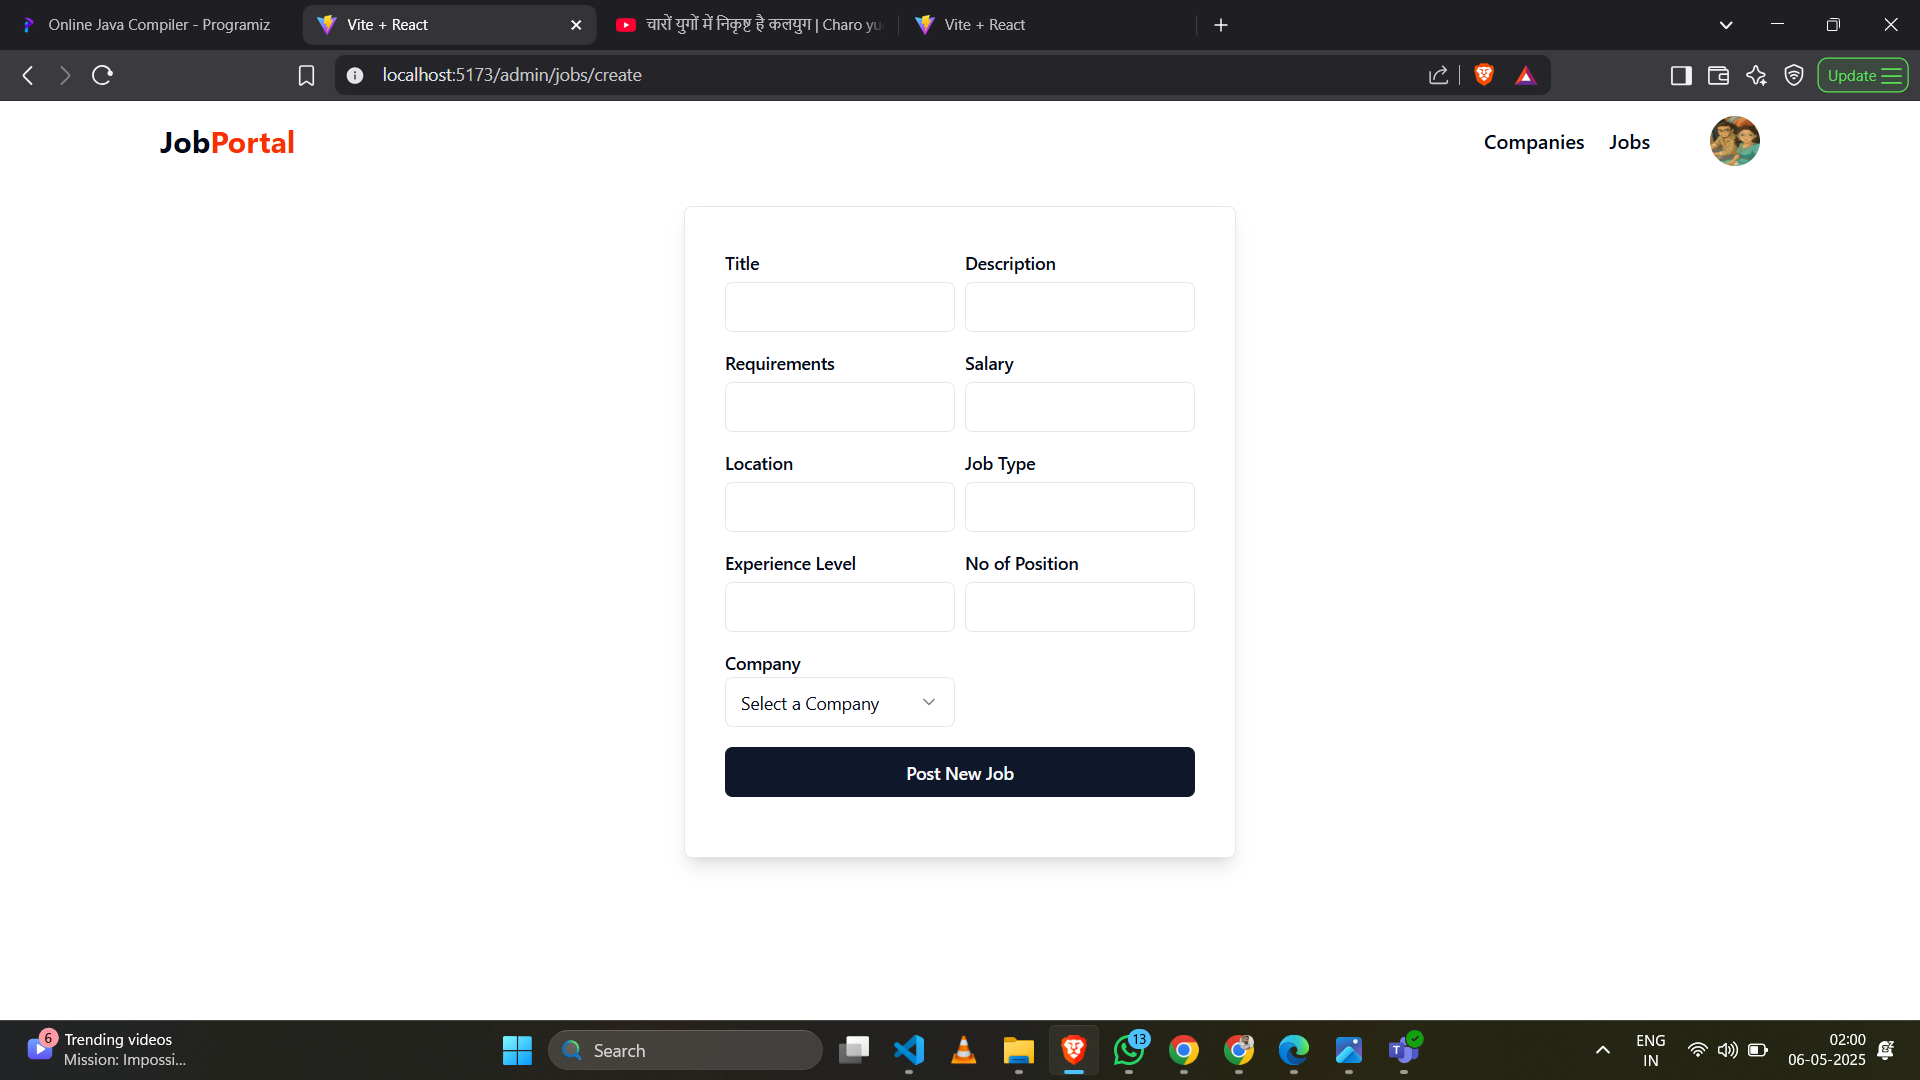 Online Java Compiler - Programiz
Vite + React
चारों युगों में निकृष्ट है कलयुग | Charo yu
Vite + React
localhost:5173/admin/jobs/create
Update
JobPortal
Companies
Jobs
Title
Description
Requirements
Salary
Location
Job Type
Experience Level
No of Position
Company
Select a Company
Post New Job
6
Trending videos
Mission: Impossi...
Search
13
ENG
IN
02:00
06-05-2025